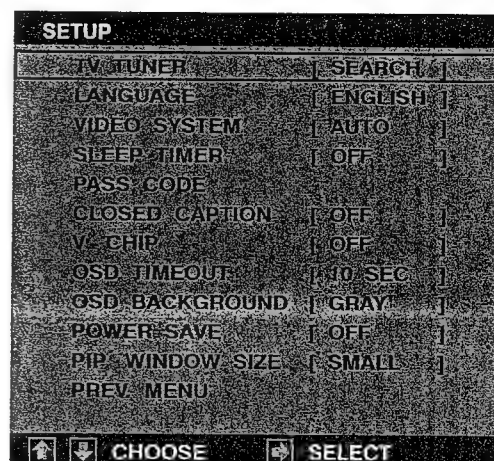 SETUP
TV TUNER [ SEARCH ]
LANGUAGE [ ENGLISH ]
VIDEO SYSTEM [ AUTO ]
SLEEP TIMER [ OFF ]
PASS CODE
CLOSED CAPTION [ OFF ]
V- CHIP [ OFF ]
OSD TIMEOUT [ 10 SEC ]
OSD BACKGROUND [ GRAY ]
POWER SAVE [ OFF ]
PIP WINDOW SIZE [ SMALL ]
PREV. MENU
CHOOSE SELECT